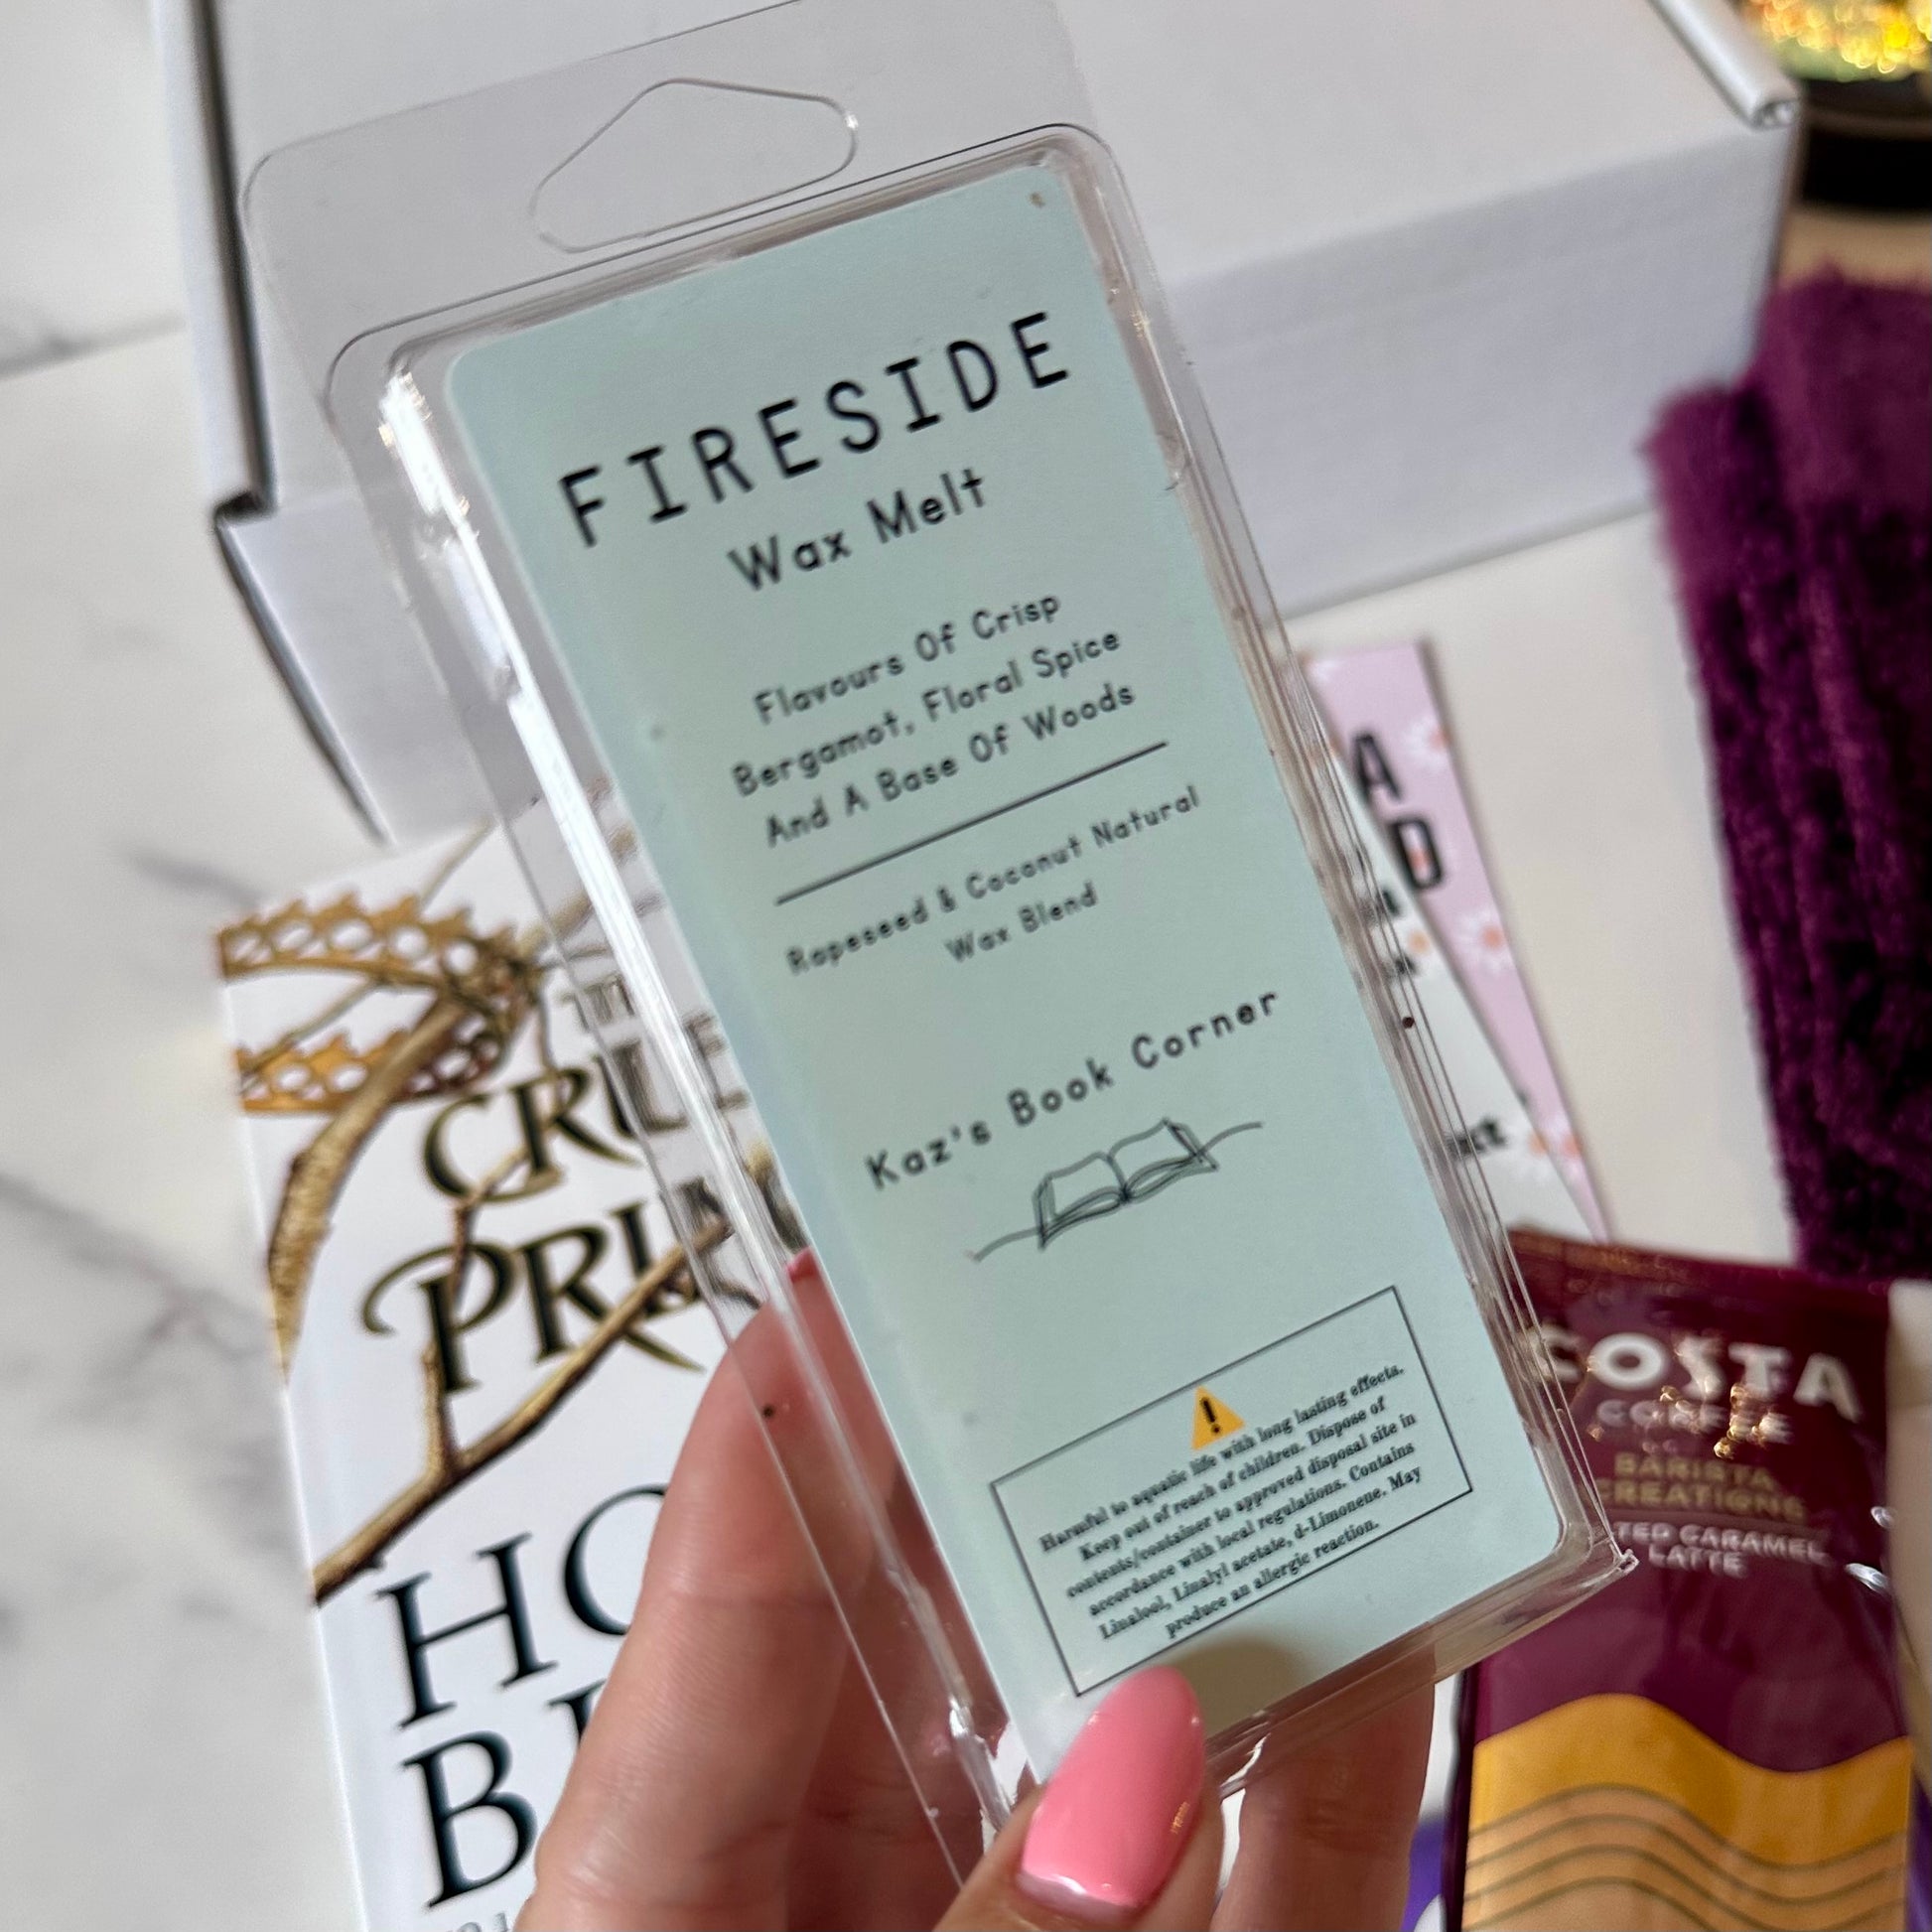 FIRESIDE
Wax Melt
Flavours Of Crisp
Bergamot, Floral Spice
And A Base Of Woods
Rapeseed & Coconut Natural
Wax Blend
Kaz's Book Corner
Harmful to aquatic life with long lasting effects.
Keep out of reach of children. Dispose of
contents/container to approved disposal site in
accordance with local regulations. Contains
Linalool, Linalyl acetate, d-Limonene. May
produce an allergic reaction.
CRUE
PRIN
HO
B
A
D
COSTA
COFFEE
BARISTA
CREATIONS
TED CARAMEL
LATTE